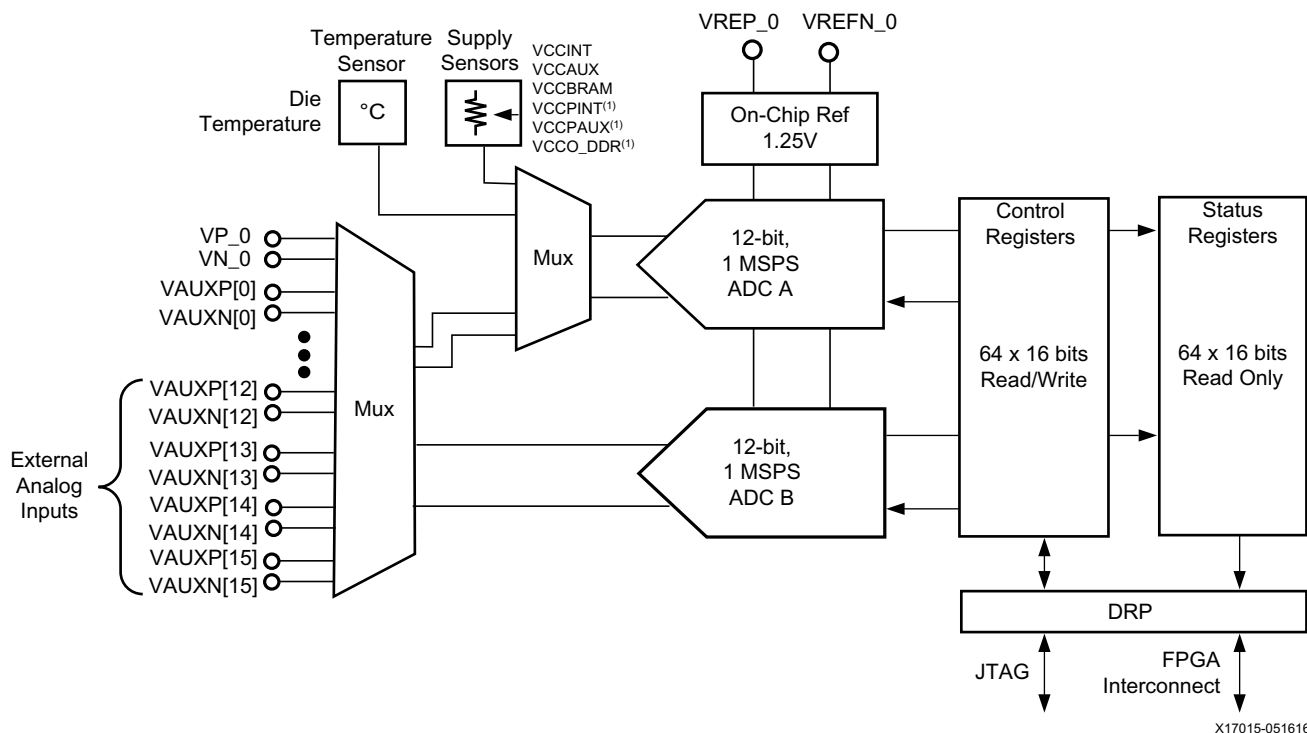 VREP_0 VREFN_0
Temperature
Sensor
Supply
Sensors
VCCINT
VCCAUX
VCCBRAM
VCCPINT(1)
VCCPAUX(1)
VCCO_DDR(1)
Die
Temperature
°C
On-Chip Ref
1.25V
VP_0
VN_0
VAUXP[0]
VAUXN[0]
VAUXP[12]
VAUXN[12]
VAUXP[13]
VAUXN[13]
VAUXP[14]
VAUXN[14]
VAUXP[15]
VAUXN[15]
External
Analog
Inputs
Mux
Mux
12-bit,
1 MSPS
ADC A
12-bit,
1 MSPS
ADC B
Control
Registers
64 x 16 bits
Read/Write
Status
Registers
64 x 16 bits
Read Only
DRP
JTAG
FPGA
Interconnect
X17015-051616